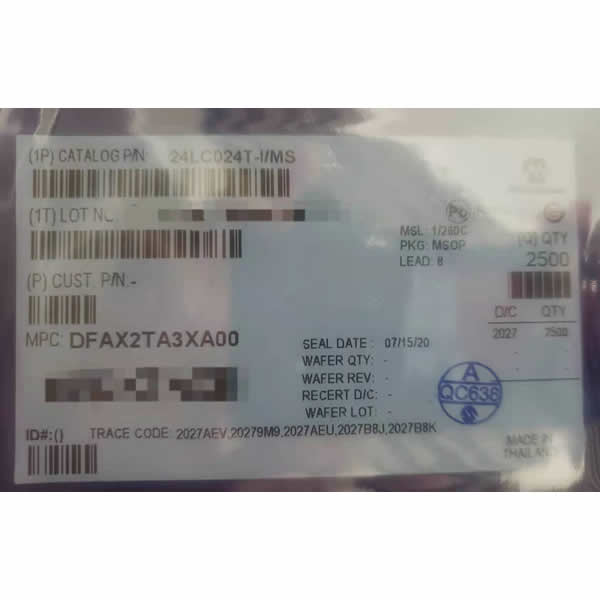 (1P) CATALOG P/N: 24LC024T-I/MS
(1T) LOT NO
MSL: 1/260C
PKG: MSOP
LEAD: 8
(Q) QTY
2500
(P) CUST. P/N:-
D/C QTY
2027 2500
MPC: DFAX2TA3XA00
SEAL DATE : 07/15/20
WAFER QTY: -
WAFER REV: -
RECERT D/C: -
WAFER LOT: -
A
QC636
ID#:()
TRACE CODE: 2027AEV,20279M9,2027AEU,2027B8J,2027B8K
MADE IN
THAILAND